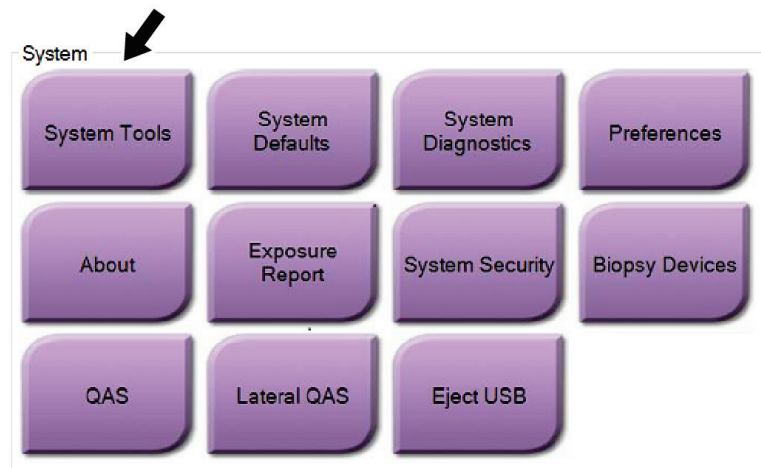 System
System Tools
System
Defaults
System
Diagnostics
Preferences
About
Exposure
Report
System Security
Biopsy Devices
QAS
Lateral QAS
Eject USB